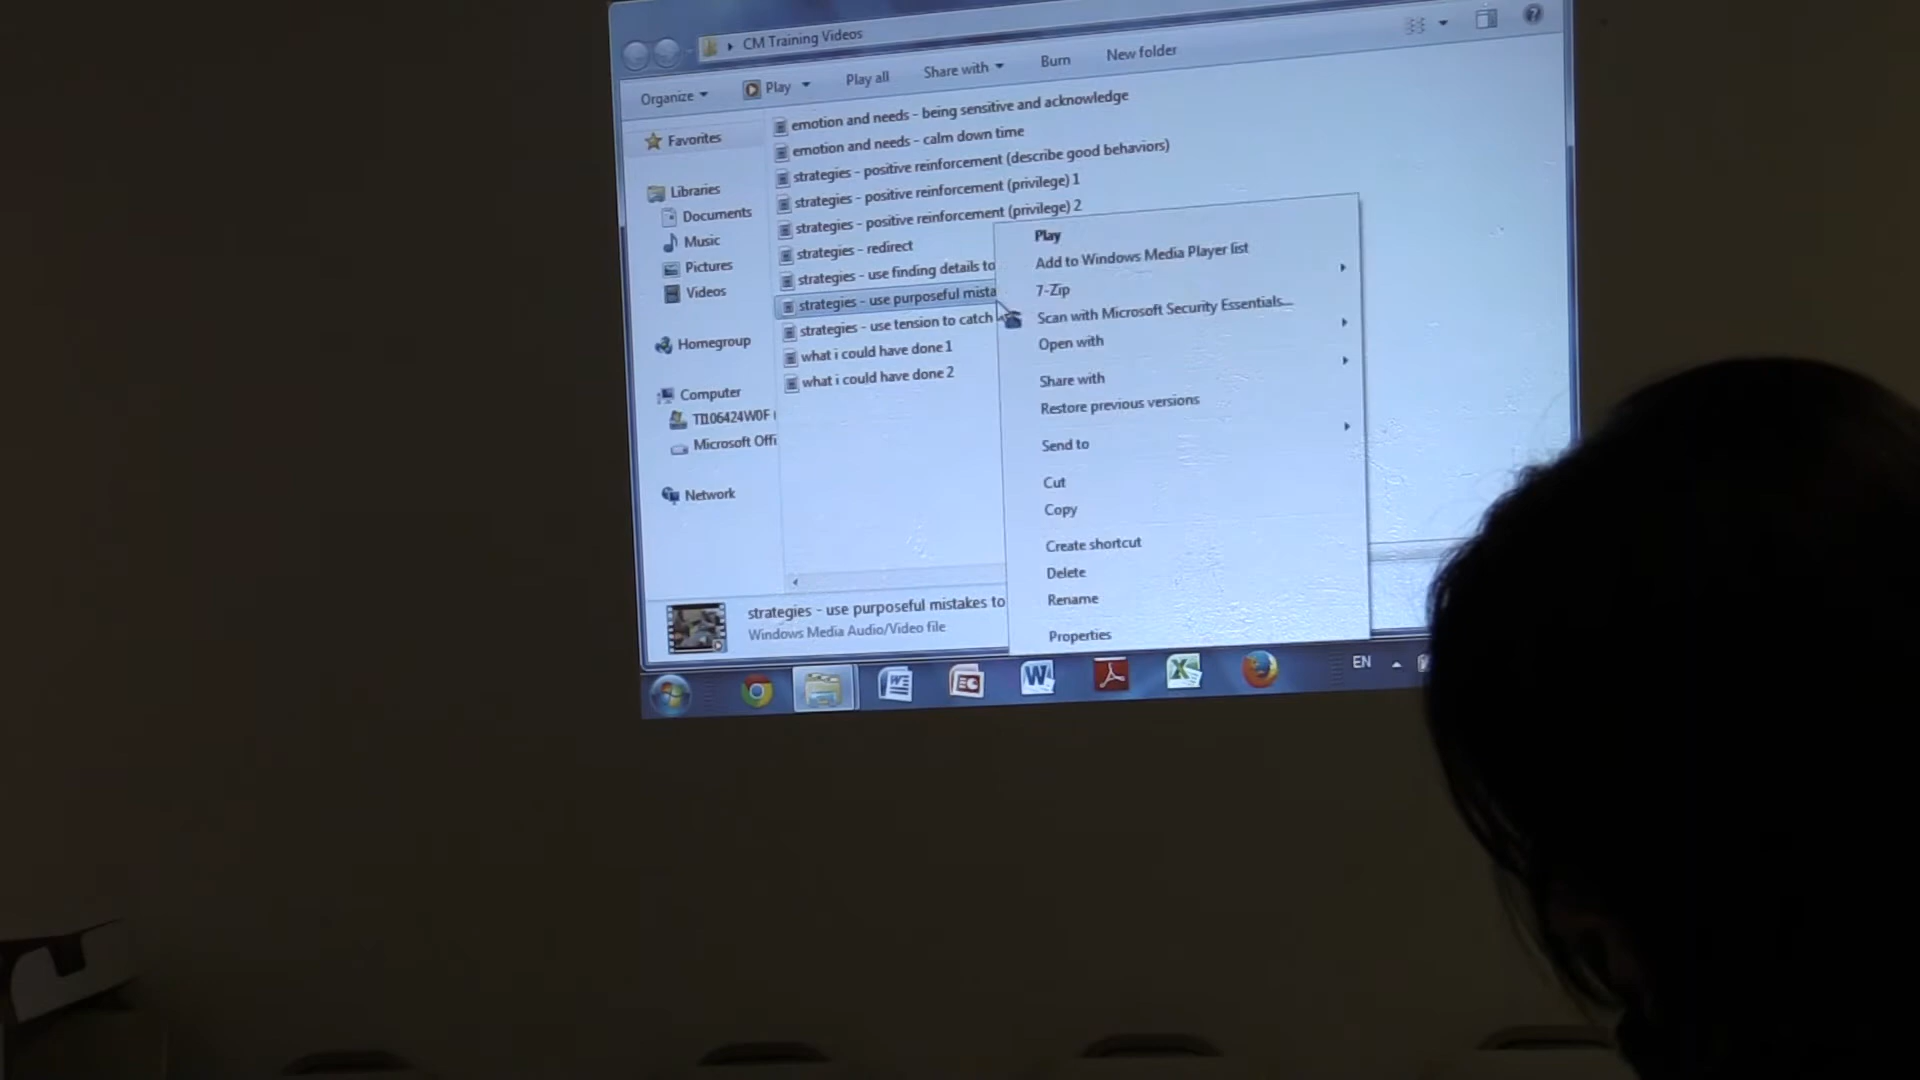 CM Training Videos
Organize
Play
Play all
Share with
Burn
New folder
Favorites
Libraries
Documents
Music
Pictures
Videos
Homegroup
Computer
TI106424W0F
Microsoft Offi
Network
emotion and needs - being sensitive and acknowledge
emotion and needs - calm down time
strategies - positive reinforcement (describe good behaviors)
strategies - positive reinforcement (privilege) 1
strategies - positive reinforcement (privilege) 2
strategies - redirect
strategies - use finding details to
strategies - use purposeful mista
strategies - use tension to catch
what i could have done 1
what i could have done 2
Play
Add to Windows Media Player list
7-Zip
Scan with Microsoft Security Essentials...
Open with
Share with
Restore previous versions
Send to
Cut
Copy
Create shortcut
Delete
Rename
Properties
strategies - use purposeful mistakes to
Windows Media Audio/Video file
EN